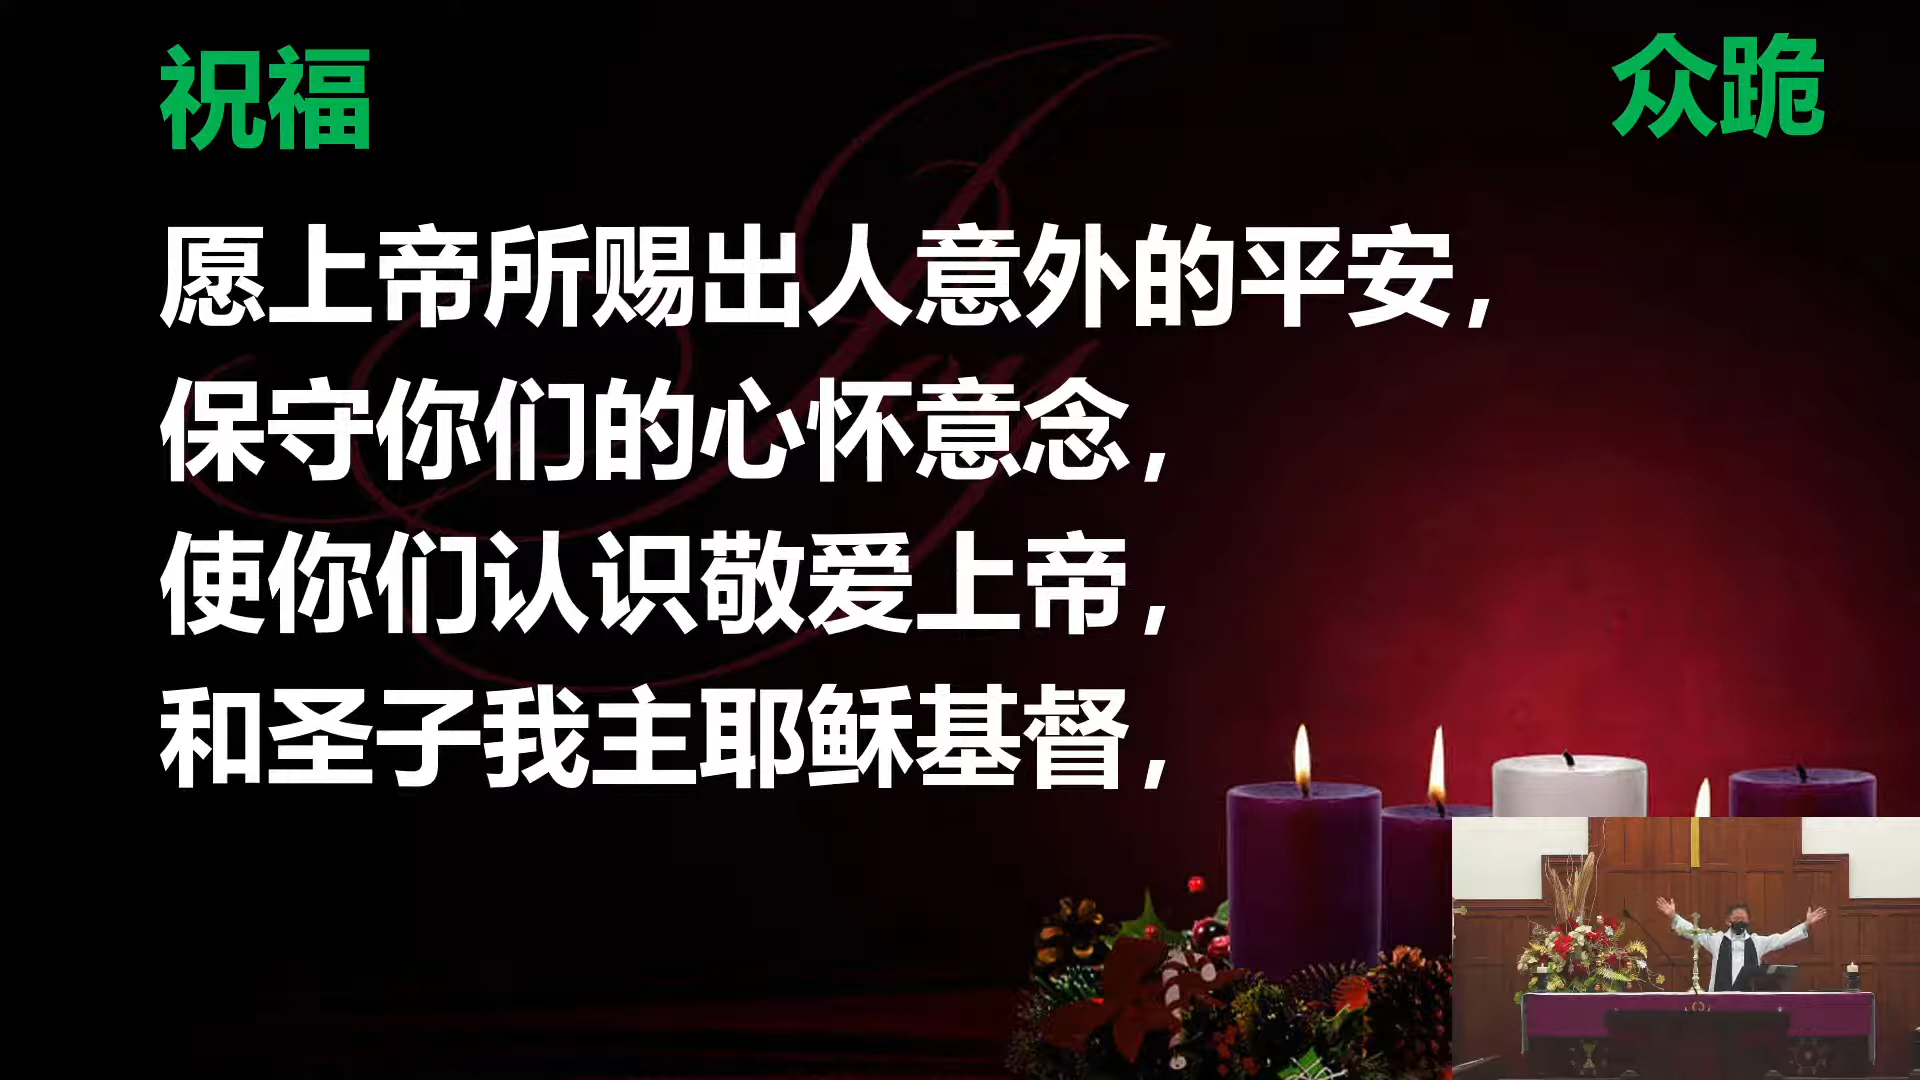 祝福
众跪
愿上帝所赐出人意外的平安，
保守你们的心怀意念，
使你们认识敬爱上帝，
和圣子我主耶稣基督，